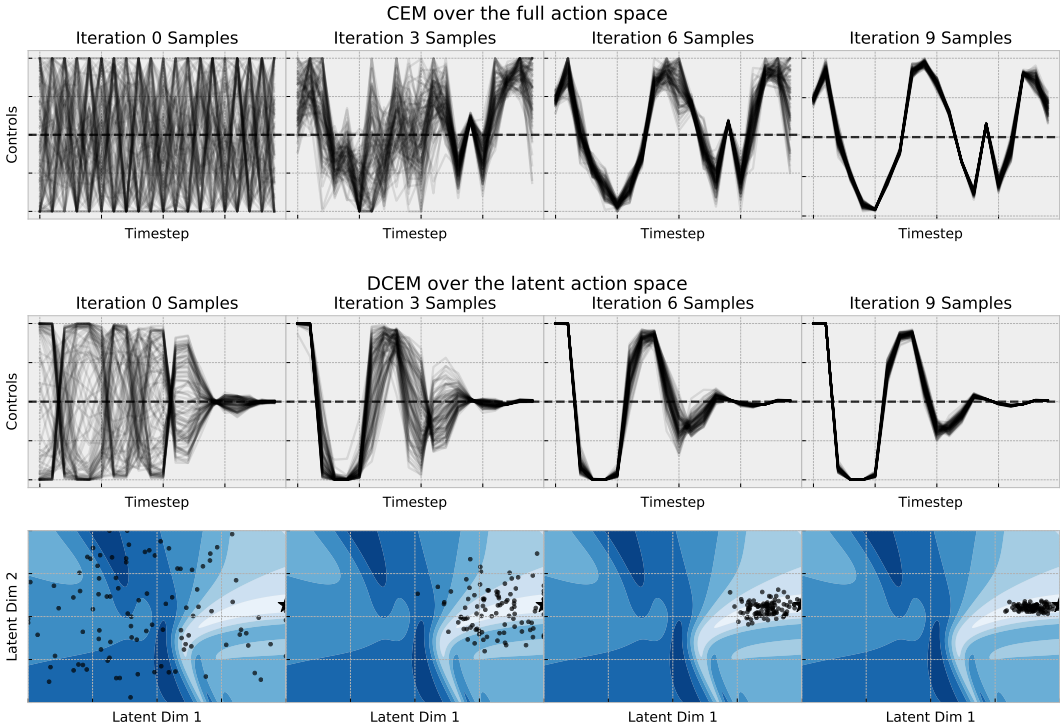 CEM over the full action space
Iteration 0 Samples
Iteration 3 Samples
Iteration 6 Samples
Iteration 9 Samples
Controls
Timestep
Timestep
Timestep
Timestep
DCEM over the latent action space
Iteration 0 Samples
Iteration 3 Samples
Iteration 6 Samples
Iteration 9 Samples
Controls
Timestep
Timestep
Timestep
Timestep
Latent Dim 2
Latent Dim 1
Latent Dim 1
Latent Dim 1
Latent Dim 1